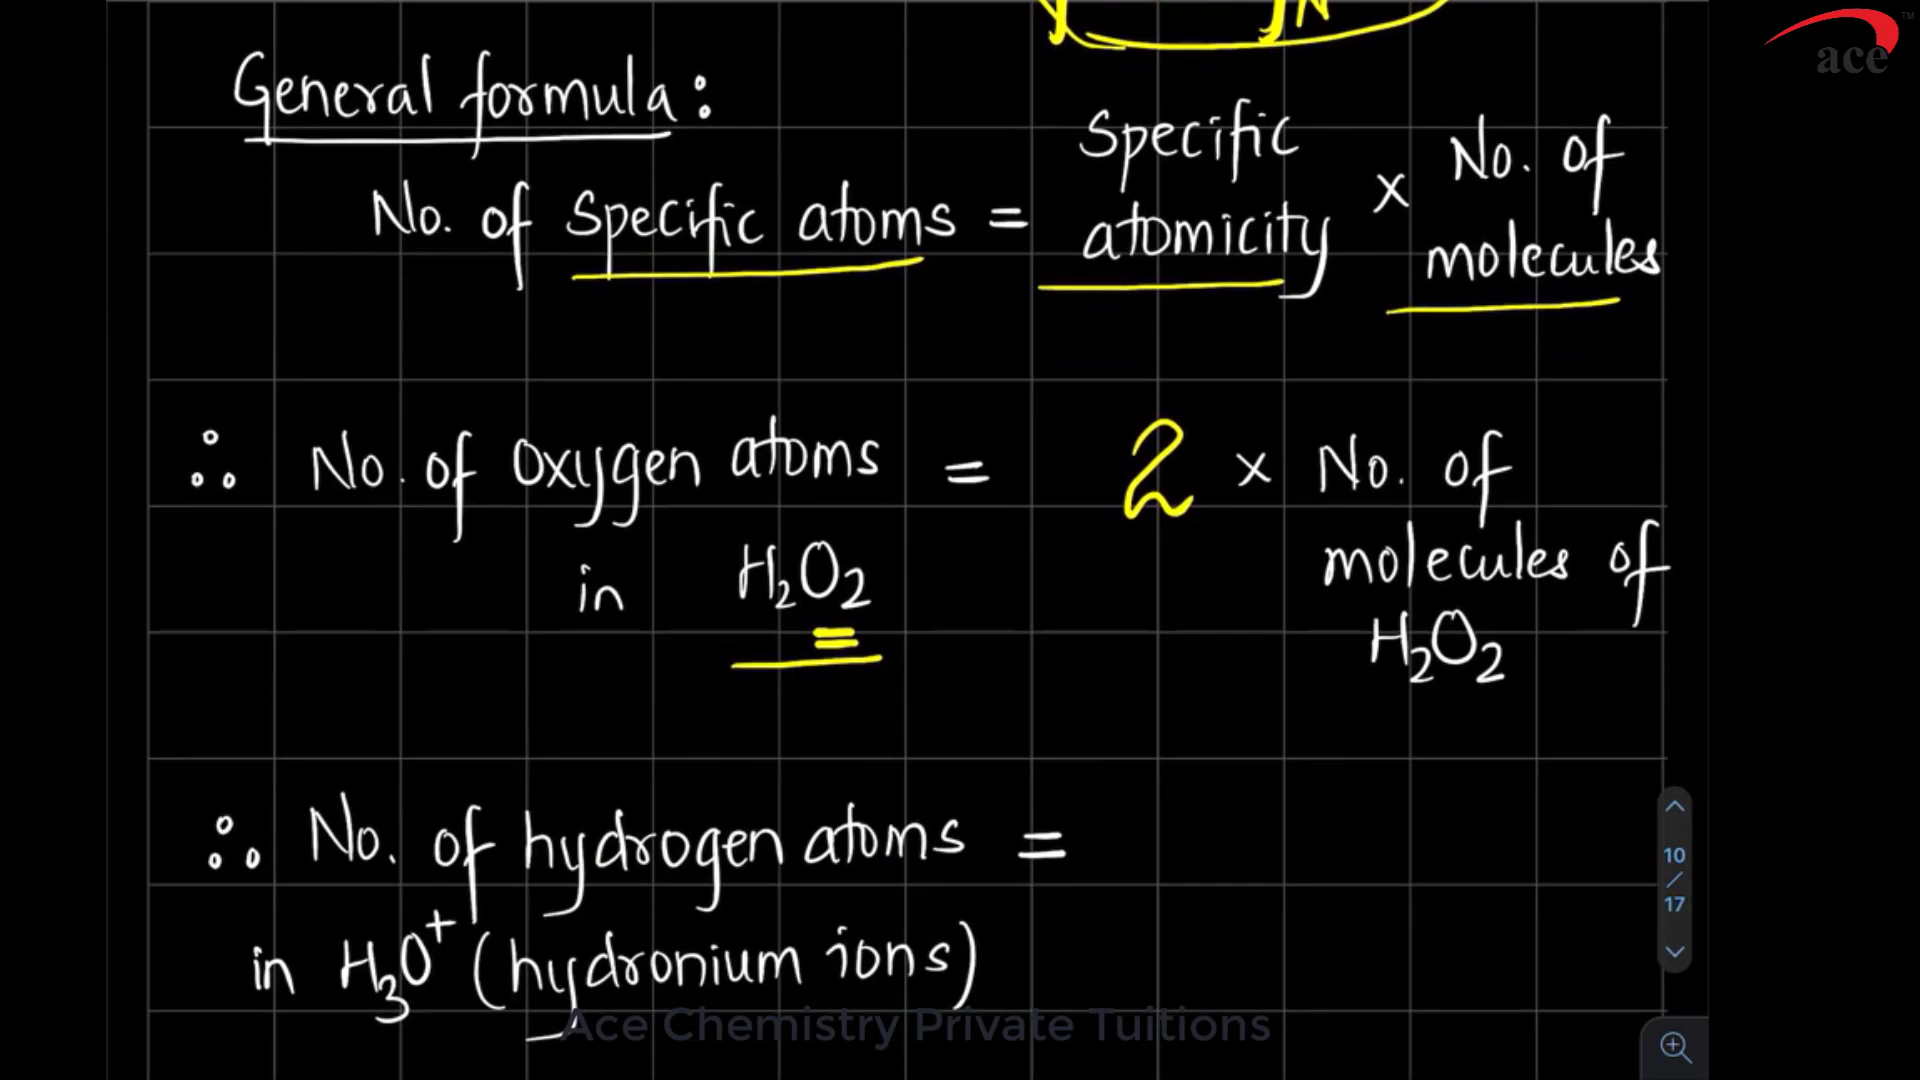 ace™
General formula:
No. of specific atoms = Specific atomicity × No. of molecules
∴ No. of oxygen atoms in H₂O₂ = 2 × No. of molecules of H₂O₂
∴ No. of hydrogen atoms =
in H₃O⁺ (hydronium ions)
10
/
17
Ace Chemistry Private Tuitions